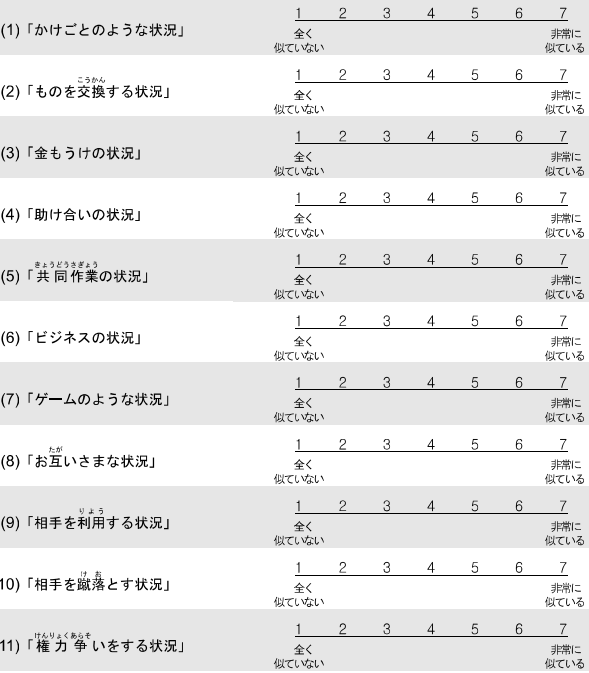 (1)「かけごとのような状況」
1 2 3 4 5 6 7
全く 非常に
似ていない 似ている
こうかん
(2)「ものを交換する状況」
1 2 3 4 5 6 7
全く 非常に
似ていない 似ている
(3)「金もうけの状況」
1 2 3 4 5 6 7
全く 非常に
似ていない 似ている
(4)「助け合いの状況」
1 2 3 4 5 6 7
全く 非常に
似ていない 似ている
きょうどうさぎょう
(5)「共同作業の状況」
1 2 3 4 5 6 7
全く 非常に
似ていない 似ている
(6)「ビジネスの状況」
1 2 3 4 5 6 7
全く 非常に
似ていない 似ている
(7)「ゲームのような状況」
1 2 3 4 5 6 7
全く 非常に
似ていない 似ている
たが
(8)「お互いさまな状況」
1 2 3 4 5 6 7
全く 非常に
似ていない 似ている
りよう
(9)「相手を利用する状況」
1 2 3 4 5 6 7
全く 非常に
似ていない 似ている
け お
10)「相手を蹴落とす状況」
1 2 3 4 5 6 7
全く 非常に
似ていない 似ている
けんりょくあらそ
11)「権力争いをする状況」
1 2 3 4 5 6 7
全く 非常に
似ていない 似ている